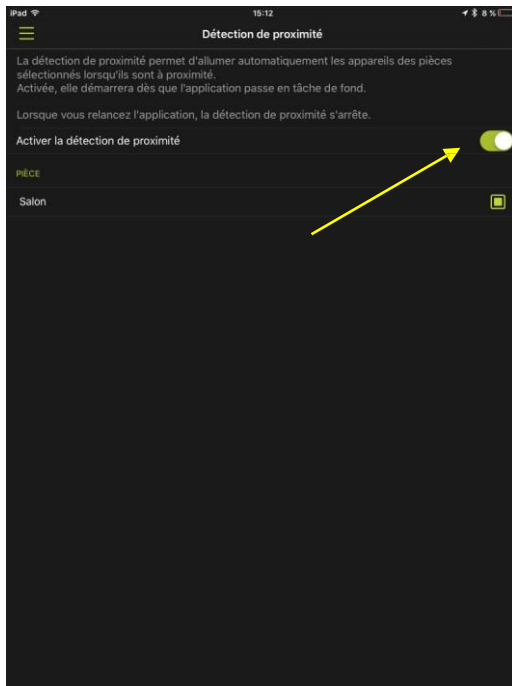 iPad 15:12 8 %
Détection de proximité
La détection de proximité permet d'allumer automatiquement les appareils des pièces
sélectionnés lorsqu'ils sont à proximité.
Activée, elle démarrera dès que l'application passe en tâche de fond.
Lorsque vous relancez l'application, la détection de proximité s'arrête.
Activer la détection de proximité
PIÈCE
Salon